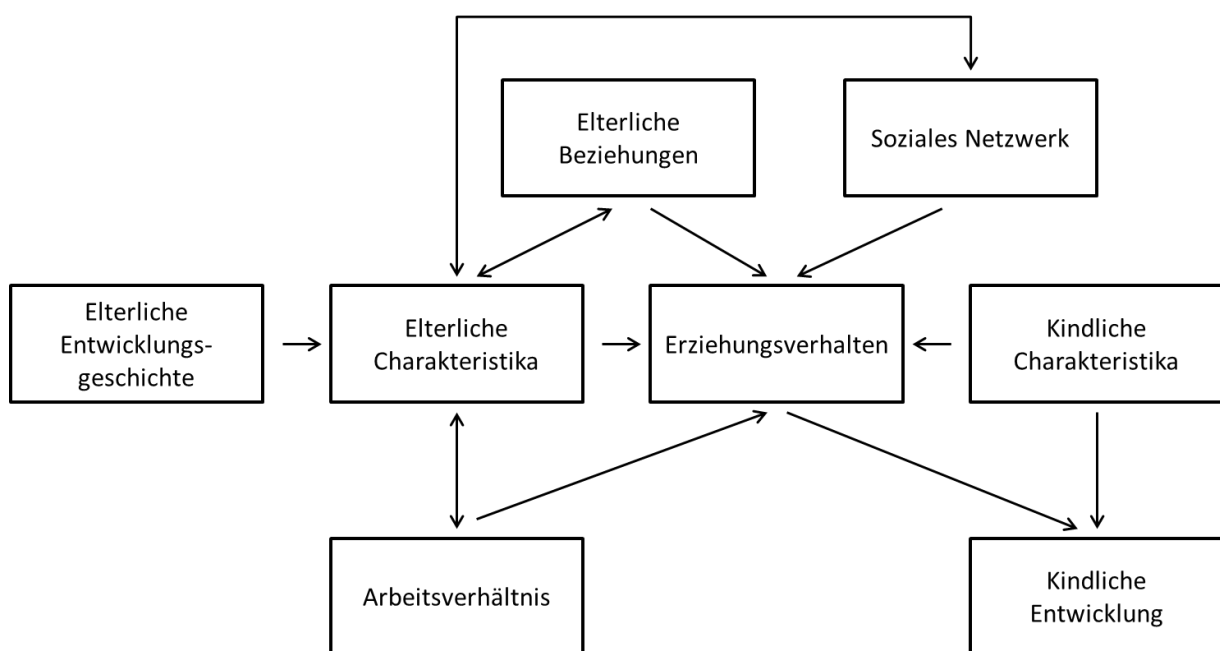 Elterliche
Beziehungen
Soziales Netzwerk
Elterliche
Entwicklungs-
geschichte
Elterliche
Charakteristika
Erziehungsverhalten
Kindliche
Charakteristika
Arbeitsverhältnis
Kindliche
Entwicklung